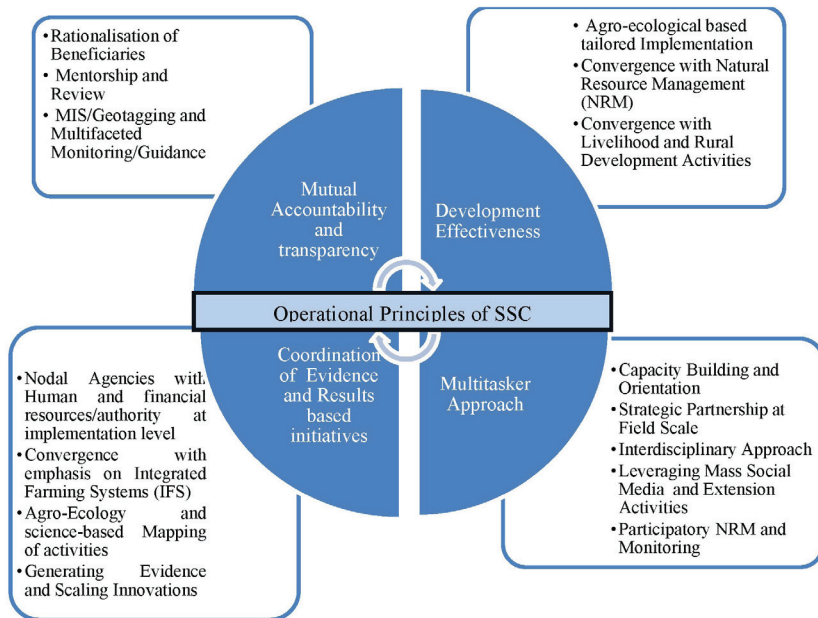 •Rationalisation of
Beneficiaries
• Mentorship and
Review
• MIS/Geotagging and
Multifaceted
Monitoring/Guidance
• Agro-ecological based
tailored Implementation
•Convergence with Natural
Resource Management
(NRM)
•Convergence with
Livelihood and Rural
Development Activities
Mutual
Accountability
and
transparency
Development
Effectiveness
Operational Principles of SSC
Coordination
of Evidence
and Results
based
initiatives
Multitasker
Approach
•Nodal Agencies with
Human and financial
resources/authority at
implementation level
•Convergence with
emphasis on Integrated
Farming Systems (IFS)
•Agro-Ecology and
science-based Mapping
of activities
•Generating Evidence
and Scaling Innovations
•Capacity Building and
Orientation
•Strategic Partnership at
Field Scale
•Interdisciplinary Approach
•Leveraging Mass Social
Media and Extension
Activities
•Participatory NRM and
Monitoring